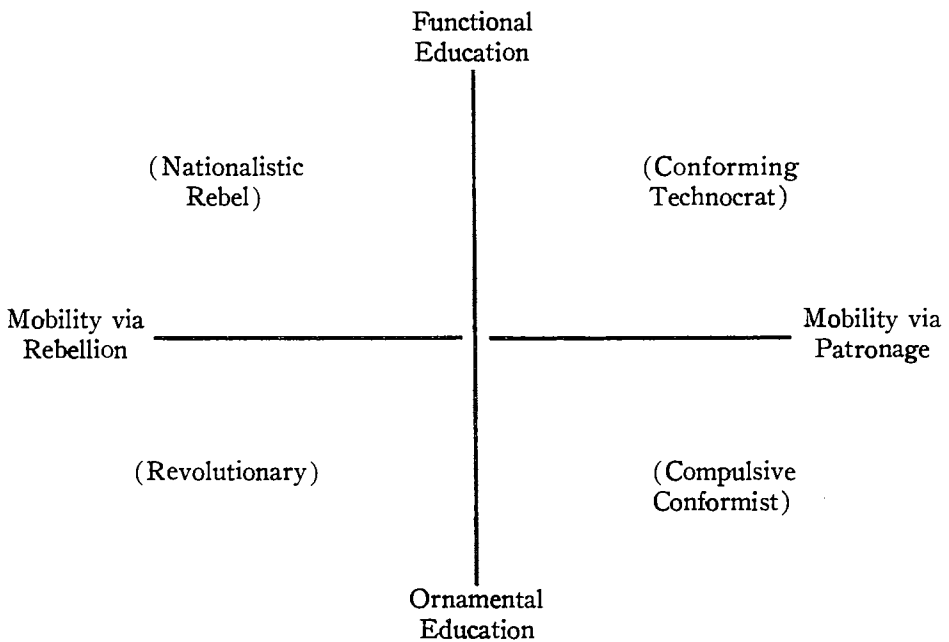 Functional
Education
(Nationalistic
Rebel)
(Conforming
Technocrat)
Mobility via
Rebellion
Mobility via
Patronage
(Revolutionary)
(Compulsive
Conformist)
Ornamental
Education